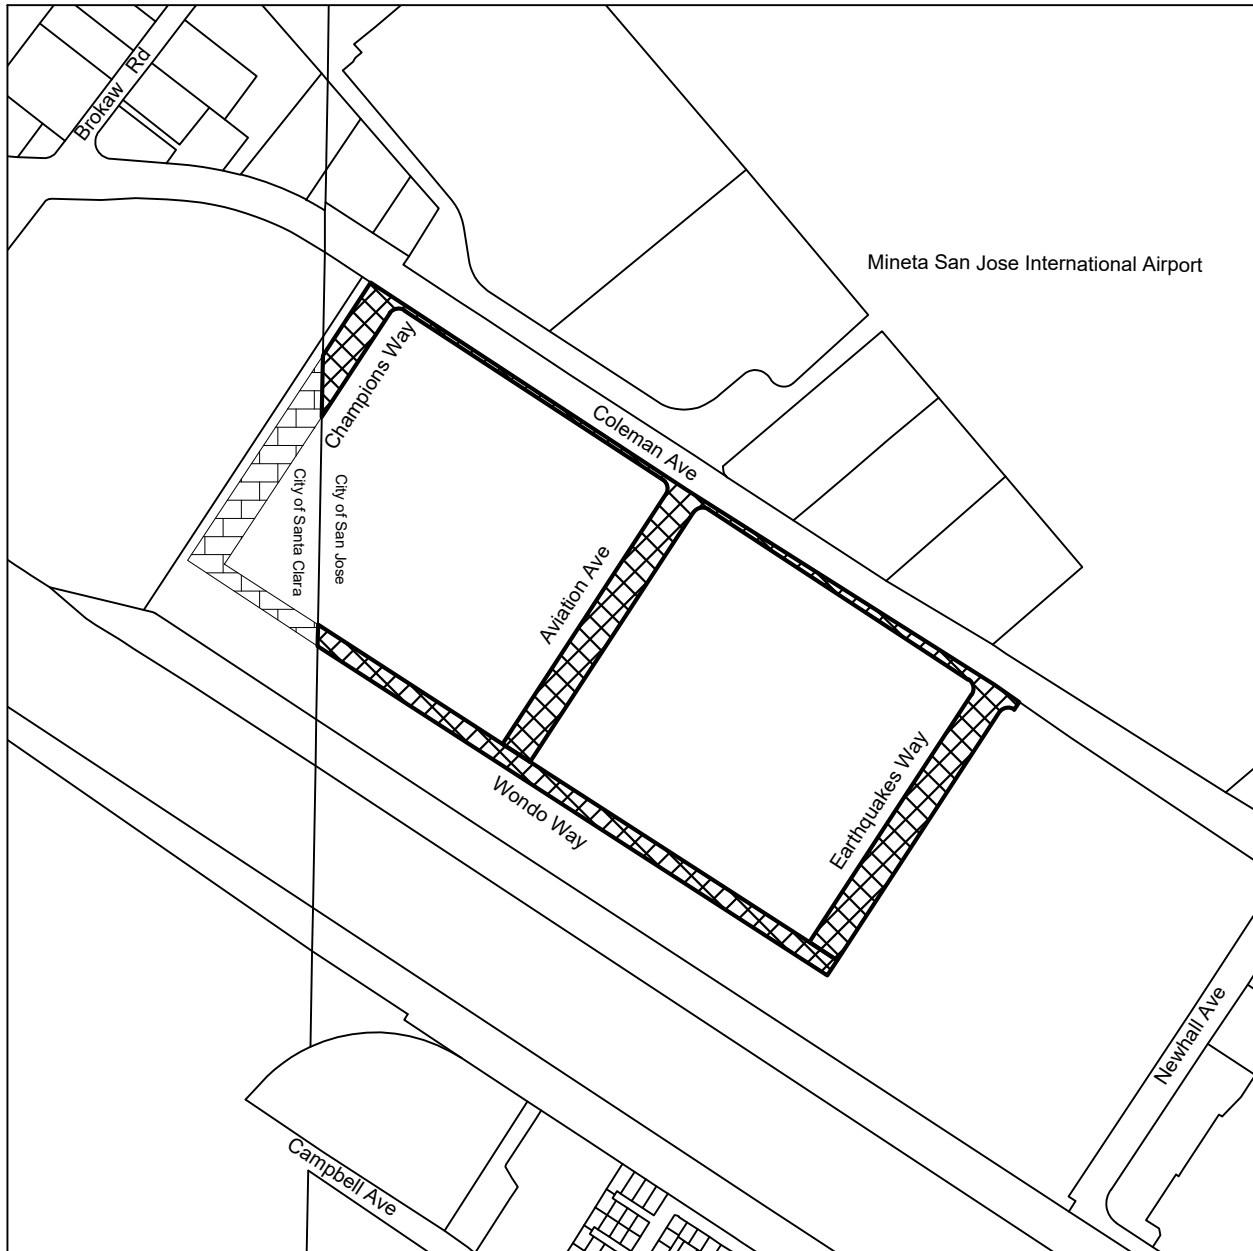 Brokaw Rd
Mineta San Jose International Airport
Champions Way
Coleman Ave
City of Santa Clara
City of San Jose
Aviation Ave
Wondo Way
Earthquakes Way
Newhall Ave
Campbell Ave